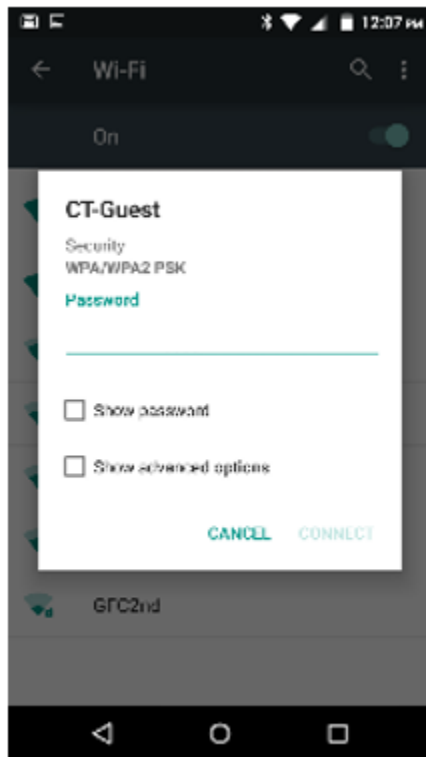 12:07 PM
Wi-Fi
On
CT-Guest
Security
WPA/WPA2 PSK
Password
Show password
Show advanced options
CANCEL CONNECT
GFC2nd